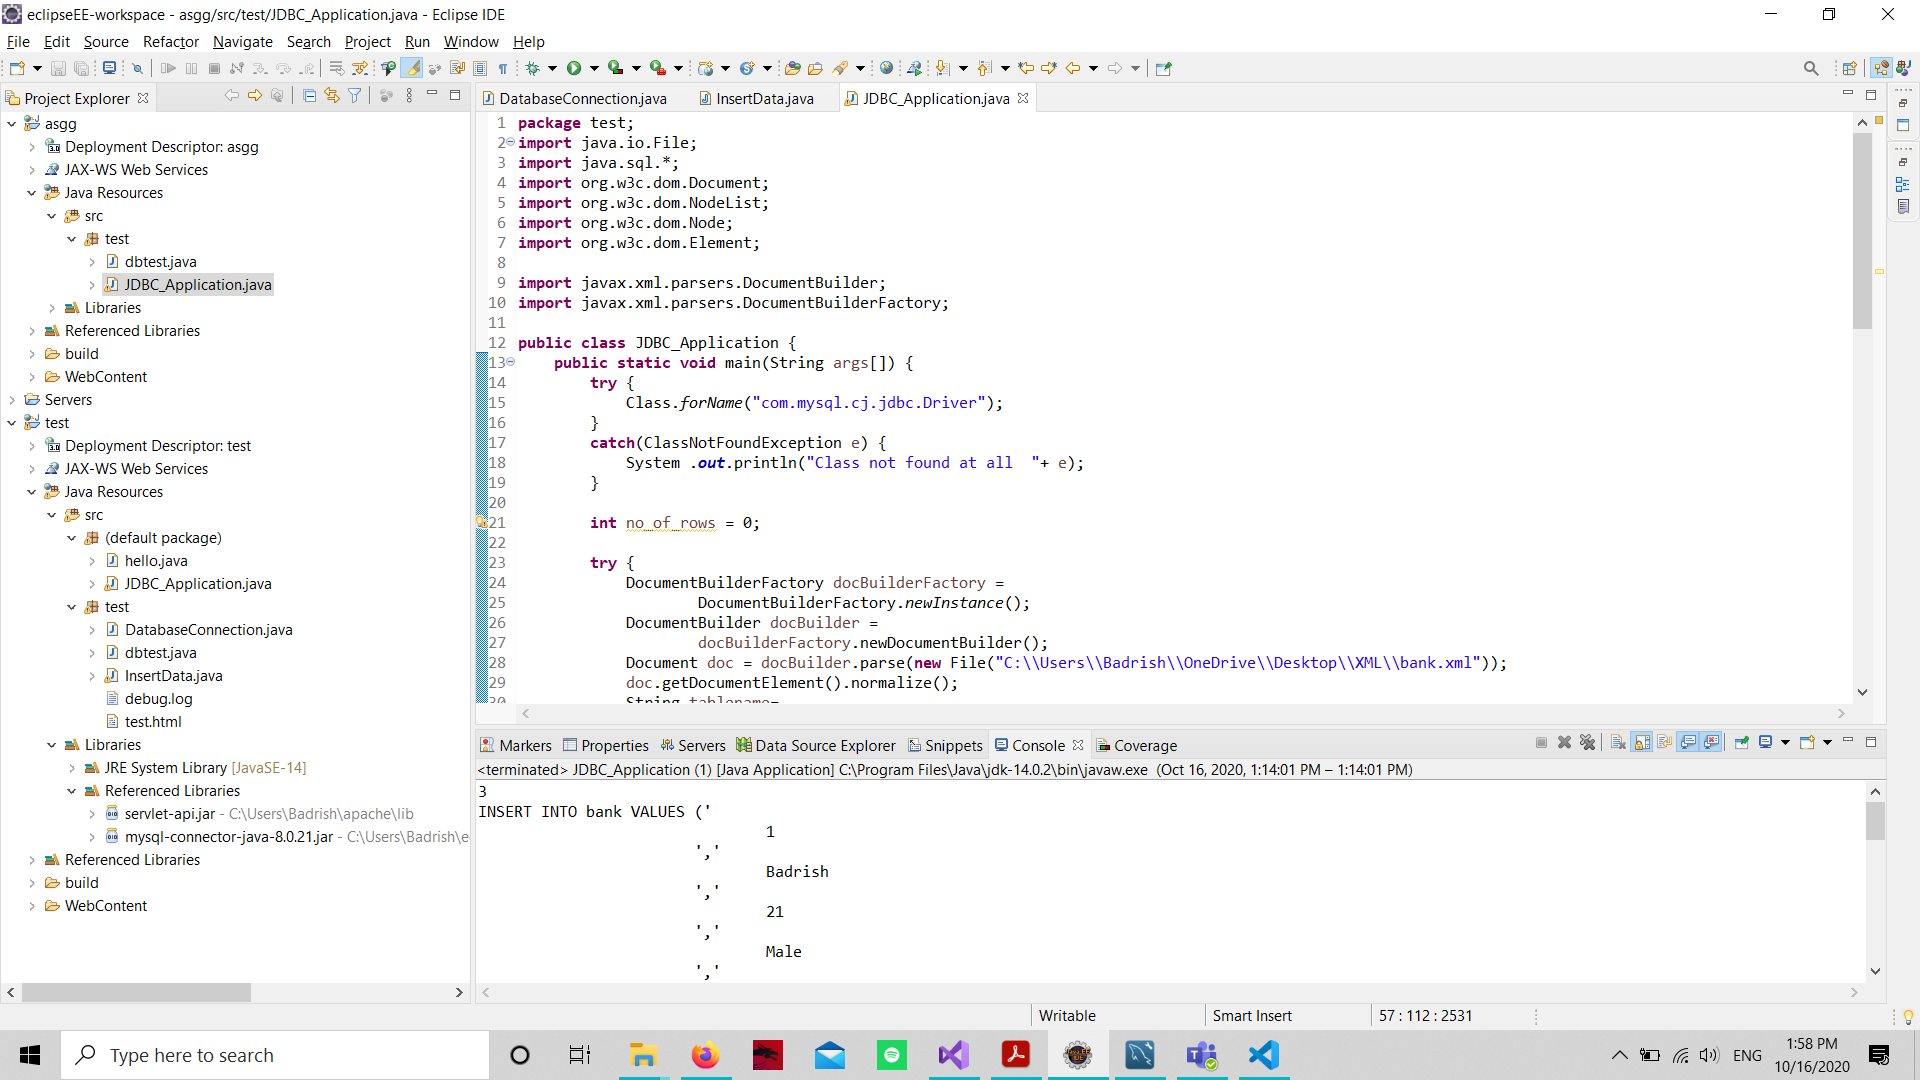 eclipseEE-workspace - asgg/src/test/JDBC_Application.java - Eclipse IDE
File Edit Source Refactor Navigate Search Project Run Window Help
Project Explorer
asgg
Deployment Descriptor: asgg
JAX-WS Web Services
Java Resources
src
test
dbtest.java
JDBC_Application.java
Libraries
Referenced Libraries
build
WebContent
Servers
test
Deployment Descriptor: test
JAX-WS Web Services
Java Resources
src
(default package)
hello.java
JDBC_Application.java
test
DatabaseConnection.java
dbtest.java
InsertData.java
debug.log
test.html
Libraries
JRE System Library [JavaSE-14]
Referenced Libraries
servlet-api.jar - C:\Users\Badrish\apache\lib
mysql-connector-java-8.0.21.jar - C:\Users\Badrish\e
Referenced Libraries
build
WebContent
DatabaseConnection.java InsertData.java JDBC_Application.java
1 package test;
2 import java.io.File;
3 import java.sql.*;
4 import org.w3c.dom.Document;
5 import org.w3c.dom.NodeList;
6 import org.w3c.dom.Node;
7 import org.w3c.dom.Element;
8
9 import javax.xml.parsers.DocumentBuilder;
10 import javax.xml.parsers.DocumentBuilderFactory;
11
12 public class JDBC_Application {
13 public static void main(String args[]) {
14 try {
15 Class.forName("com.mysql.cj.jdbc.Driver");
16 }
17 catch(ClassNotFoundException e) {
18 System .out.println("Class not found at all  "+ e);
19 }
20
21 int no_of_rows = 0;
22
23 try {
24 DocumentBuilderFactory docBuilderFactory =
25 DocumentBuilderFactory.newInstance();
26 DocumentBuilder docBuilder =
27 docBuilderFactory.newDocumentBuilder();
28 Document doc = docBuilder.parse(new File("C:\\Users\\Badrish\\OneDrive\\Desktop\\XML\\bank.xml"));
29 doc.getDocumentElement().normalize();
30 String tablename=
Markers Properties Servers Data Source Explorer Snippets Console Coverage
<terminated> JDBC_Application (1) [Java Application] C:\Program Files\Java\jdk-14.0.2\bin\javaw.exe (Oct 16, 2020, 1:14:01 PM – 1:14:01 PM)
3
INSERT INTO bank VALUES ('
1
','
Badrish
','
21
','
Male
','
Writable Smart Insert 57 : 112 : 2531
Type here to search
ENG
1:58 PM
10/16/2020